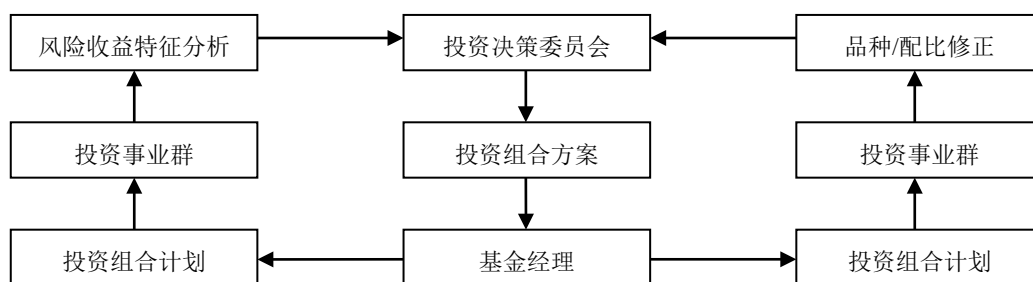 风险收益特征分析
投资决策委员会
品种/配比修正
投资事业群
投资组合方案
投资事业群
投资组合计划
基金经理
投资组合计划